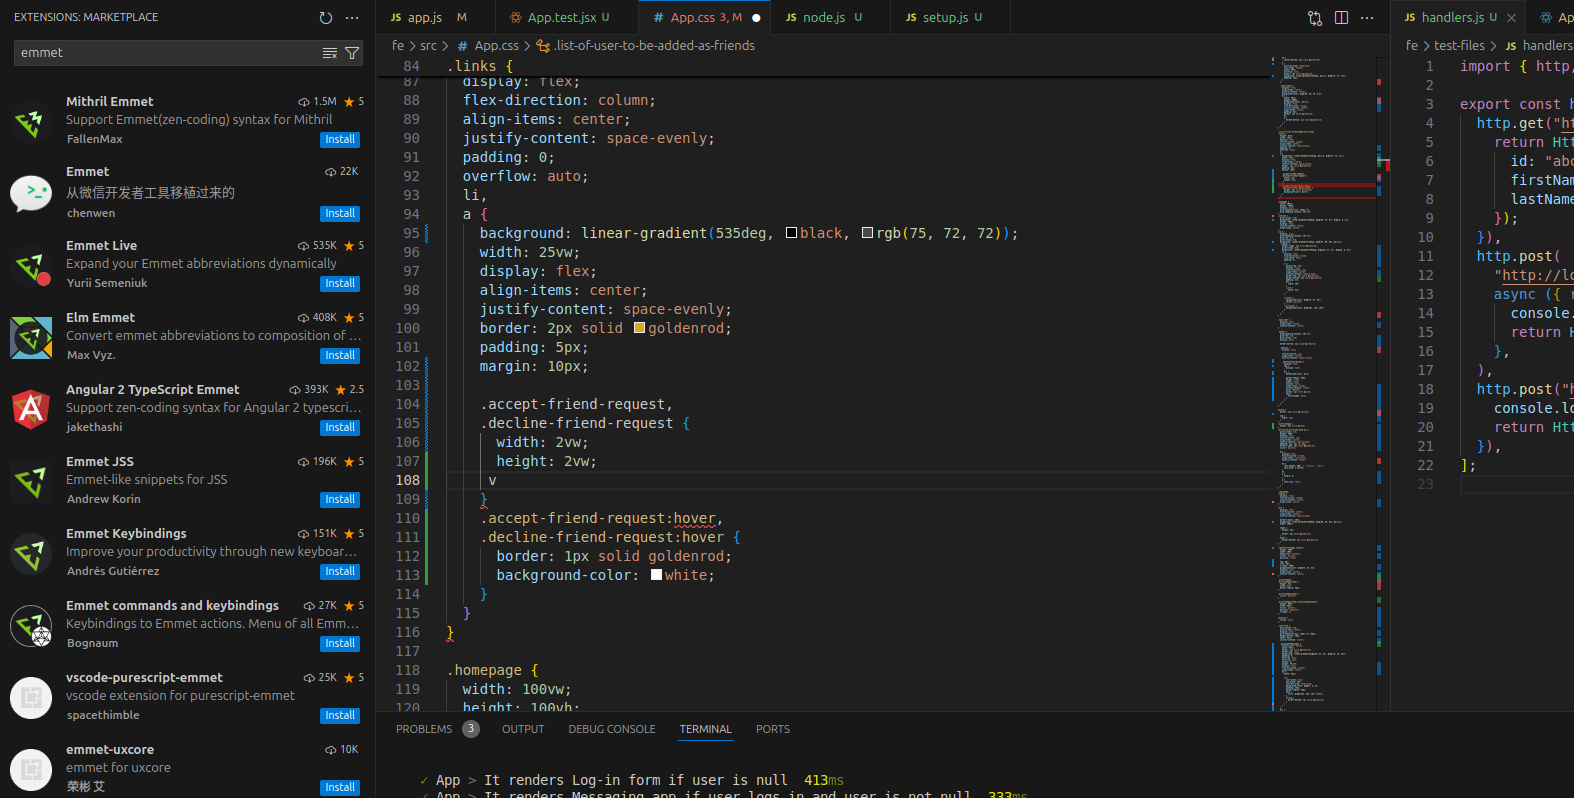 EXTENSIONS: MARKETPLACE
emmet
Mithril Emmet 1.5M 5
Support Emmet(zen-coding) syntax for Mithril
FallenMax Install
Emmet 22K
从微信开发者工具移植过来的
chenwen Install
Emmet Live 535K 5
Expand your Emmet abbreviations dynamically
Yurii Semeniuk Install
Elm Emmet 408K 5
Convert emmet abbreviations to composition of ...
Max Vyz. Install
Angular 2 TypeScript Emmet 393K 2.5
Support zen-coding syntax for Angular 2 typescri...
jakethashi Install
Emmet JSS 196K 5
Emmet-like snippets for JSS
Andrew Korin Install
Emmet Keybindings 151K 5
Improve your productivity through new keyboar...
Andrés Gutiérrez Install
Emmet commands and keybindings 27K 5
Keybindings to Emmet actions. Menu of all Emm...
Bognaum Install
vscode-purescript-emmet 25K 5
vscode extension for purescript-emmet
spacethimble Install
emmet-uxcore 10K
emmet for uxcore
荣彬 艾 Install
JS app.js M App.test.jsx U # App.css 3, M JS node.js U JS setup.js U
fe > src > # App.css > .list-of-user-to-be-added-as-friends
84 .links {
87 display: flex;
88 flex-direction: column;
89 align-items: center;
90 justify-content: space-evenly;
91 padding: 0;
92 overflow: auto;
93 li,
94 a {
95 background: linear-gradient(535deg, black, rgb(75, 72, 72));
96 width: 25vw;
97 display: flex;
98 align-items: center;
99 justify-content: space-evenly;
100 border: 2px solid goldenrod;
101 padding: 5px;
102 margin: 10px;
103
104 .accept-friend-request,
105 .decline-friend-request {
106 width: 2vw;
107 height: 2vw;
108 v
109 }
110 .accept-friend-request:hover,
111 .decline-friend-request:hover {
112 border: 1px solid goldenrod;
113 background-color: white;
114 }
115 }
116 }
117
118 .homepage {
119 width: 100vw;
120 height: 100vh;
JS handlers.js U Ap
fe > test-files > JS handlers
1 import { http,
2
3 export const h
4 http.get("ht
5 return Htt
6 id: "abc
7 firstNam
8 lastName
9 });
10 }),
11 http.post(
12 "http://lo
13 async ({ r
14 console.
15 return H
16 },
17 ),
18 http.post("h
19 console.lo
20 return Htt
21 }),
22 ];
23
PROBLEMS 3 OUTPUT DEBUG CONSOLE TERMINAL PORTS
✓ App > It renders Log-in form if user is null 413ms
✓ App > It renders Messaging app if user logs in and user is not null 333ms